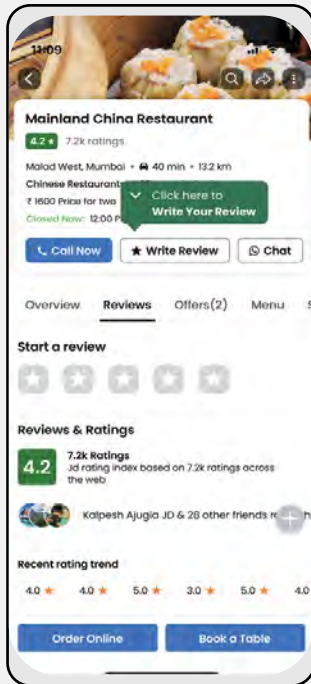 11:09
Mainland China Restaurant
4.2 ★ 7.2k ratings
Malad West, Mumbai • 40 min • 13.2 km
Chinese Restaurants
₹ 1600 Price for two
Closed Now: 12:00
Click here to
Write Your Review
Call Now ★ Write Review Chat
Overview Reviews Offers(2) Menu
Start a review
Reviews & Ratings
4.2
7.2k Ratings
Jd rating index based on 7.2k ratings across
the web
Kalpesh Ajugia JD & 28 other friends
Recent rating trend
4.0 ★ 4.0 ★ 5.0 ★ 3.0 ★ 5.0 ★ 4.0
Order Online Book a Table